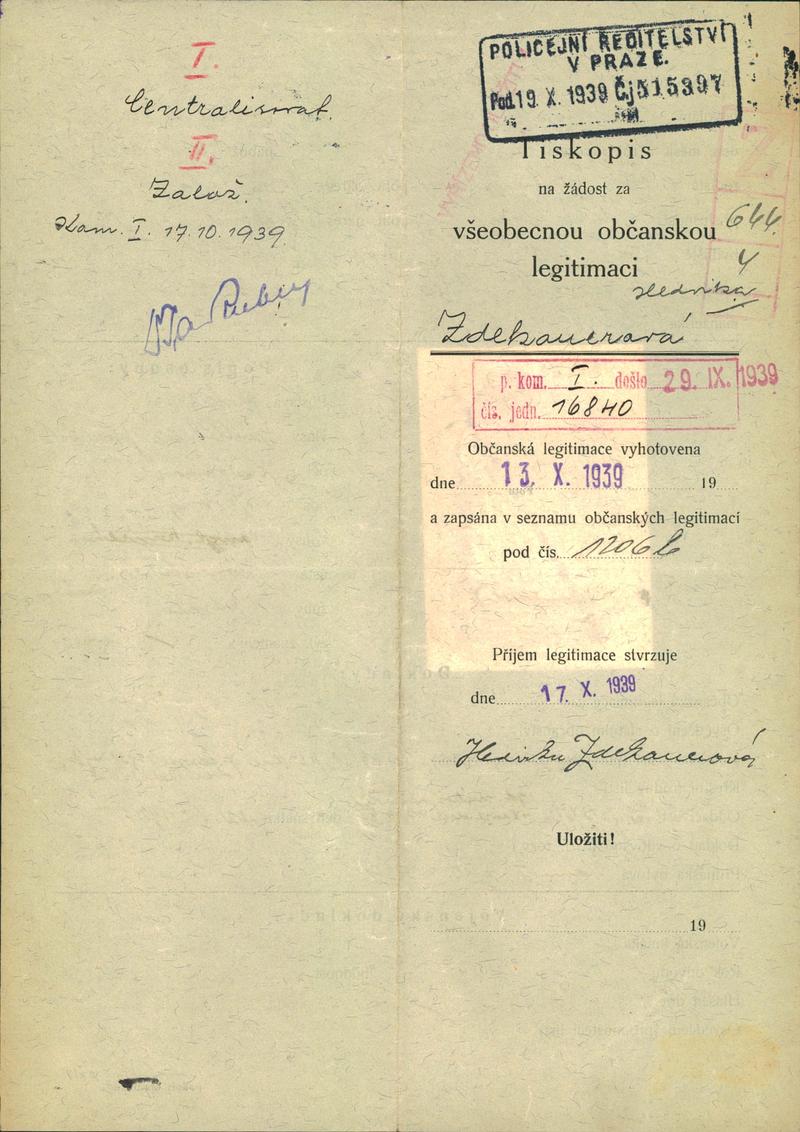 I.
Centralisovat.
II.
Založ.
Kom. I. 17.10.1939
POLICEJNÍ ŘEDITELSTVÍ
V PRAZE.
Pod. 19. X. 1939 Čj 515397
Tiskopis
na žádost za
všeobecnou občanskou 644
legitimaci 4
Hedvika
Zdekauerová
p. kom. I. došlo 29. IX. 1939
čís. jedn. 16840
Občanská legitimace vyhotovena
dne 13. X. 1939 19
a zapsána v seznamu občanských legitimací
pod čís. 1206
Příjem legitimace stvrzuje
dne 17. X. 1939
Hedvika Zdekauerová
Uložiti!
19